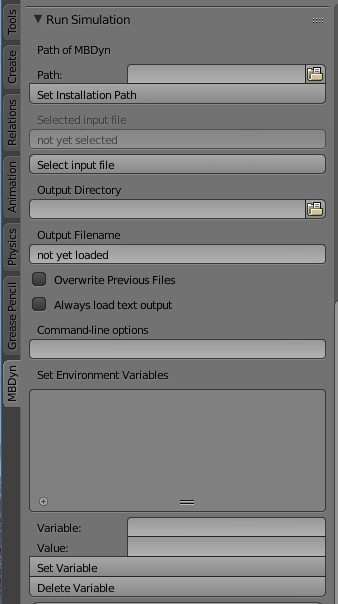 Tools
Create
Relations
Animation
Physics
Grease Pencil
MBDyn
Run Simulation
Path of MBDyn
Path:
Set Installation Path
Selected input file
not yet selected
Select input file
Output Directory
Output Filename
not yet loaded
Overwrite Previous Files
Always load text output
Command-line options
Set Environment Variables
Variable:
Value:
Set Variable
Delete Variable